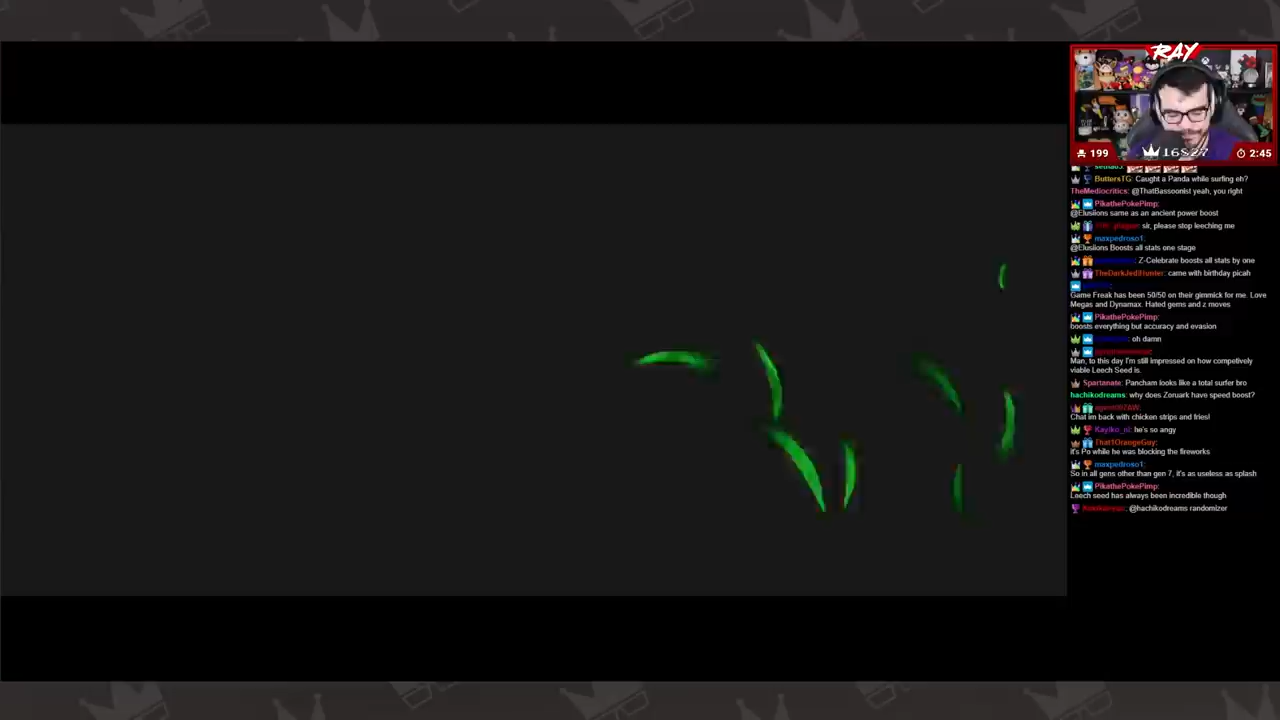 RAY
199
16827
2:45
ButtersTG: Caught a Panda while surfing eh?
TheMediocritics: @ThatBassoonist yeah, you right
PikathePokePimp:
@Elusiions same as an ancient power boost
sir, please stop leeching me
maxpedroso1:
@Elusiions Boosts all stats one stage
: Z-Celebrate boosts all stats by one
TheDarkJediHunter: came with birthday picah
Game Freak has been 50/50 on their gimmick for me. Love
Megas and Dynamax. Hated gems and z moves
PikathePokePimp:
boosts everything but accuracy and evasion
: oh damn
Man, to this day I'm still impressed on how competively
viable Leech Seed is.
Spartanate: Pancham looks like a total surfer bro
hachikodreams: why does Zoruark have speed boost?
Chat im back with chicken strips and fries!
Kayiko_ni: he's so angy
That1OrangeGuy:
it's Po while he was blocking the fireworks
maxpedroso1:
So in all gens other than gen 7, it's as useless as splash
PikathePokePimp:
Leech seed has always been incredible though
: @hachikodreams randomizer